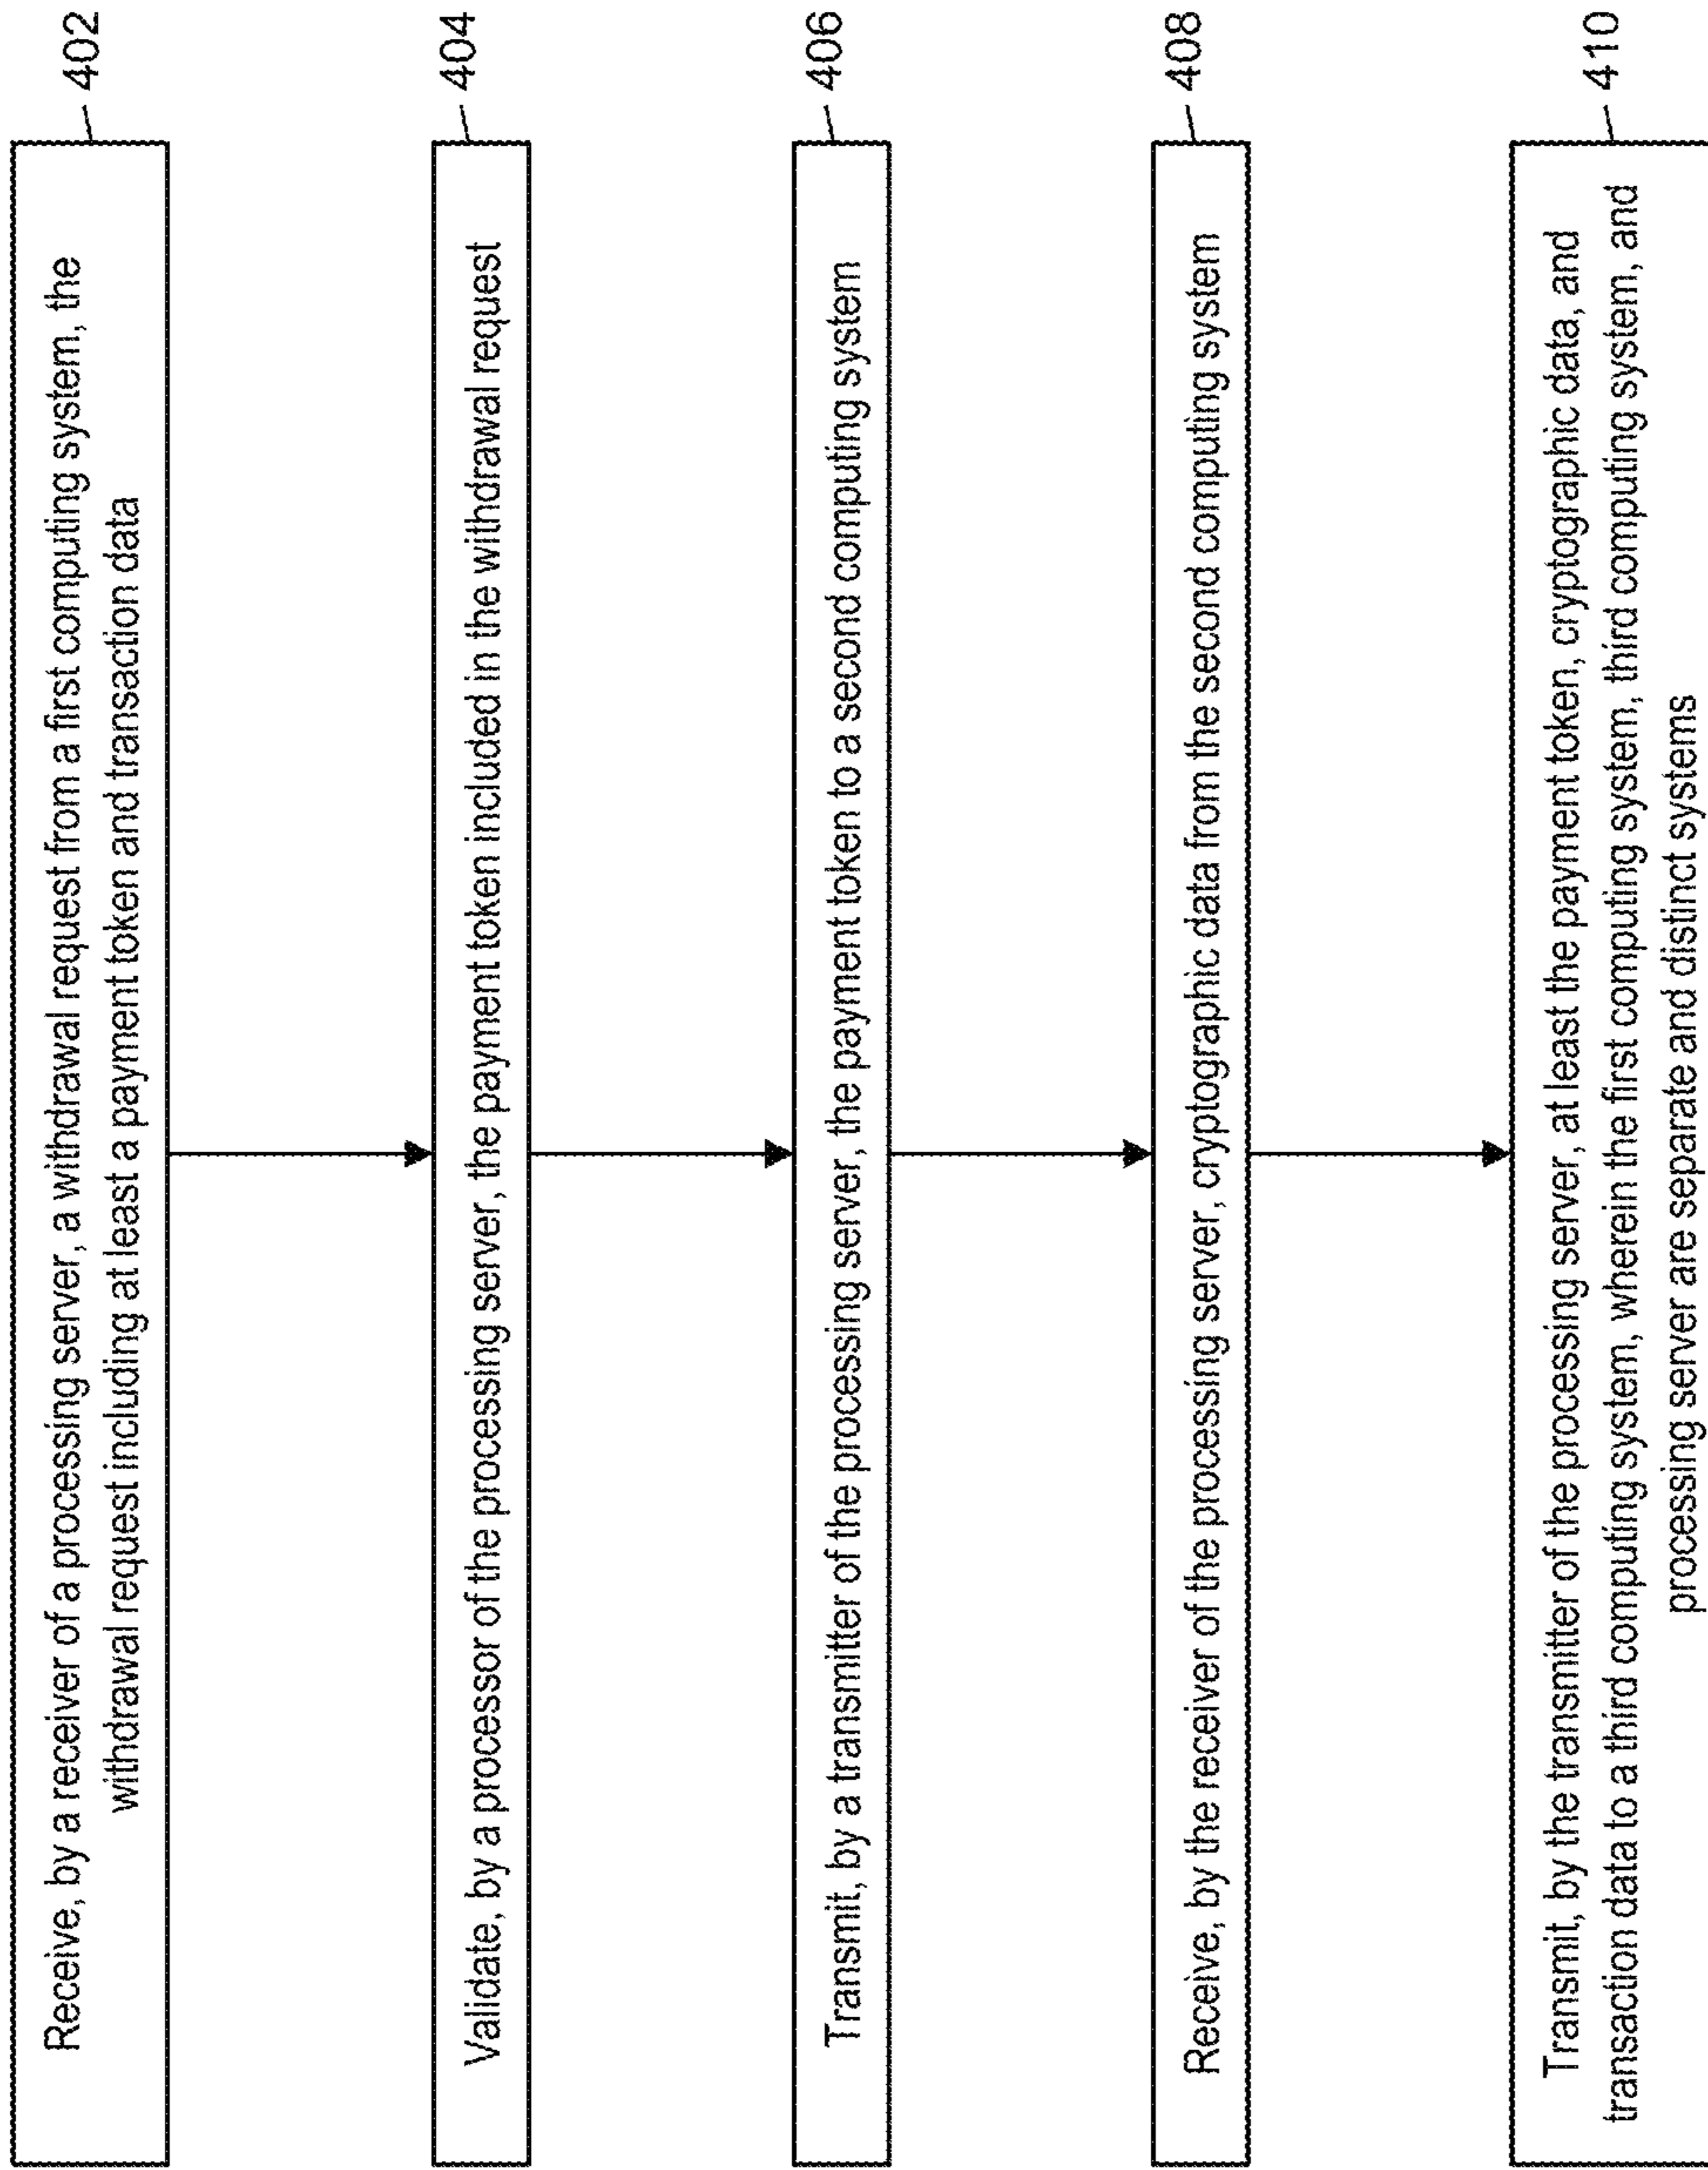 Receive, by a receiver of a processing server, a withdrawal request from a first computing system, the
withdrawal request including at least a payment token and transaction data
402
Validate, by a processor of the processing server, the payment token included in the withdrawal request
404
Transmit, by a transmitter of the processing server, the payment token to a second computing system
406
Receive, by the receiver of the processing server, cryptographic data from the second computing system
408
Transmit, by the transmitter of the processing server, at least the payment token, cryptographic data, and
transaction data to a third computing system, wherein the first computing system, third computing system, and
processing server are separate and distinct systems
410